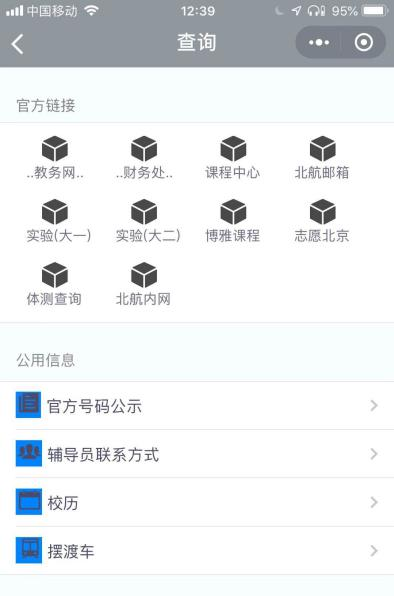 中国移动
12:39
95%
查询
官方链接
..教务网..
..财务处..
课程中心
北航邮箱
实验(大一)
实验(大二)
博雅课程
志愿北京
体测查询
北航内网
公用信息
官方号码公示
辅导员联系方式
校历
摆渡车